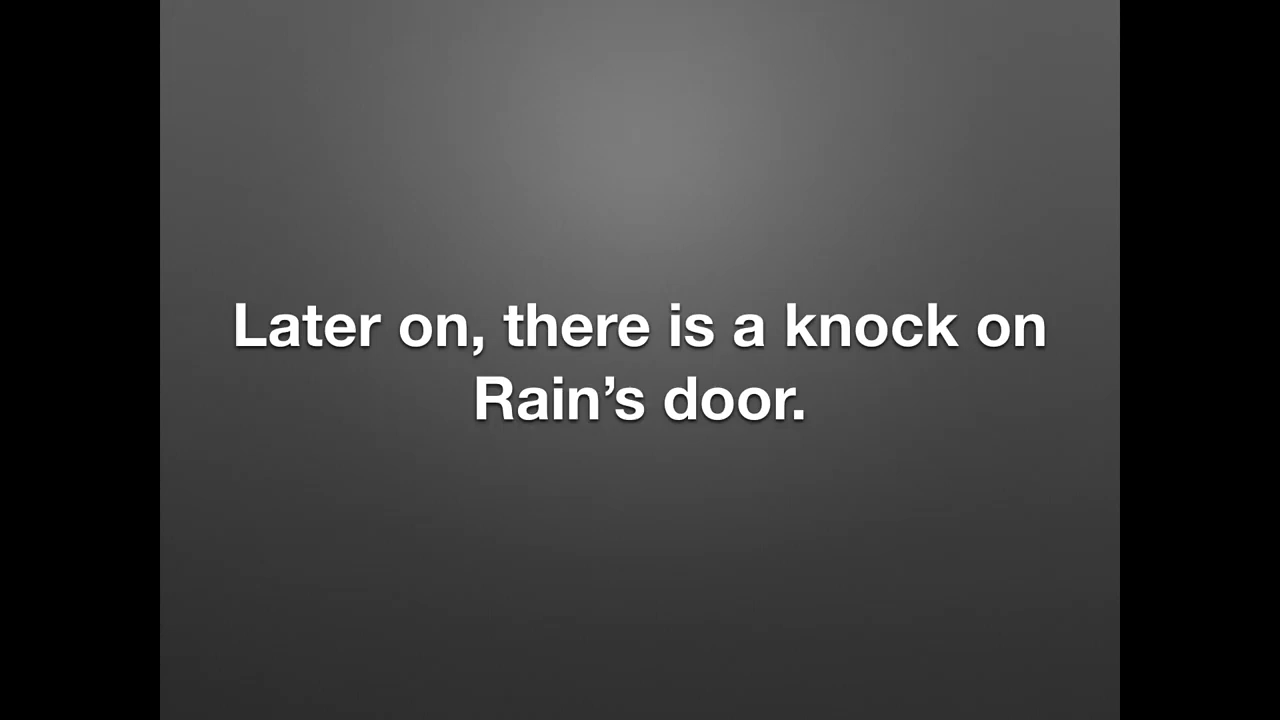 Later on, there is a knock on
Rain’s door.